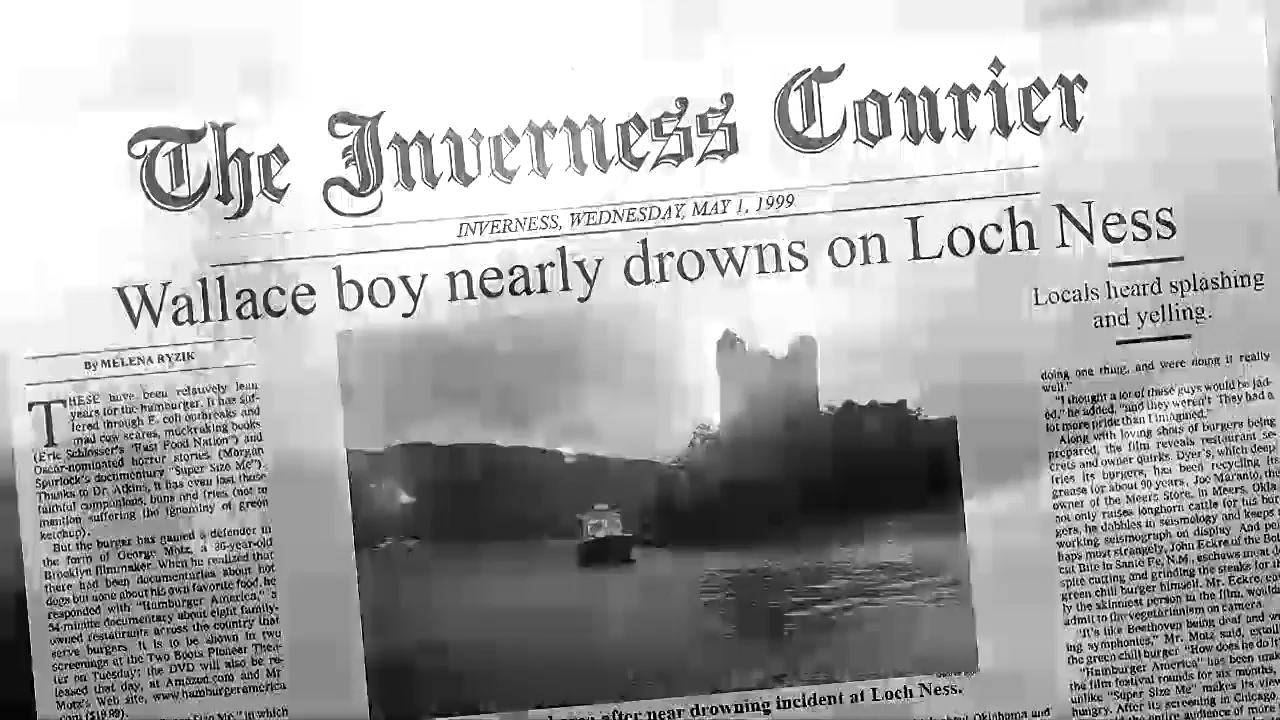 The Inverness Courier
INVERNESS, WEDNESDAY, MAY 1, 1999
Wallace boy nearly drowns on Loch Ness
Locals heard splashing
and yelling.
By MELENA RYZIK
THESE have been relatively lean
years for the hamburger. It has suf-
fered through E. coli outbreaks and
mad cow scares, muckraking books
(Eric Schlosser's "Fast Food Nation") and
Oscar-nominated horror stories (Morgan
Spurlock's documentary "Super Size Me").
Thanks to Dr. Atkins, it has even lost those
faithful companions, buns and fries (not to
mention suffering the ignominy of green
ketchup).
But the burger has gained a defender in
the form of George Motz, a 36-year-old
Brooklyn filmmaker. When he realized that
there had been documentaries about hot
dogs but none about his own favorite food, he
responded with "Hamburger America," a
54-minute documentary about eight family-
owned restaurants across the country that
serve burgers. It is to be shown in two
screenings at the Two Boots Pioneer Thea-
ter on Tuesday; the DVD will also be re-
leased that day, at Amazon.com and Mr.
Motz's Web site, www.hamburgeramerica
.com ($19.99).
Size Me," in which
after near drowning incident at Loch Ness.
Oklahoma and
doing one thing, and were doing it really
well."
"I thought a lot of these guys would be jad-
ed," he added, "and they weren't. They had a
lot more pride than I imagined."
Along with loving shots of burgers being
prepared, the film reveals restaurant se-
crets and owner quirks. Dyer's, which deep-
fries its burgers, has been recycling its
grease for about 90 years. Joe Maranto, the
owner of the Meers Store, in Meers, Okla.
not only raises longhorn cattle for his bur
gers, he dabbles in seismology and keeps
working seismograph on display. And per
haps most strangely, John Eckre of the Bob
cat Bite in Sante Fe, N.M., eschews meat
spite cutting and grinding the steaks for
green chili burger himself. Mr. Eckre,
ly the skinniest person in the film, would
admit to the vegetarianism on camera.
"It's like Beethoven being deaf and
ing symphonies," Mr. Motz said, extoll
the green chili burger. "How does he do it
"Hamburger America" has been mak
the film festival rounds for six months,
unlike "Super Size Me" makes its view
hungry. After its screening in Chicago
of more